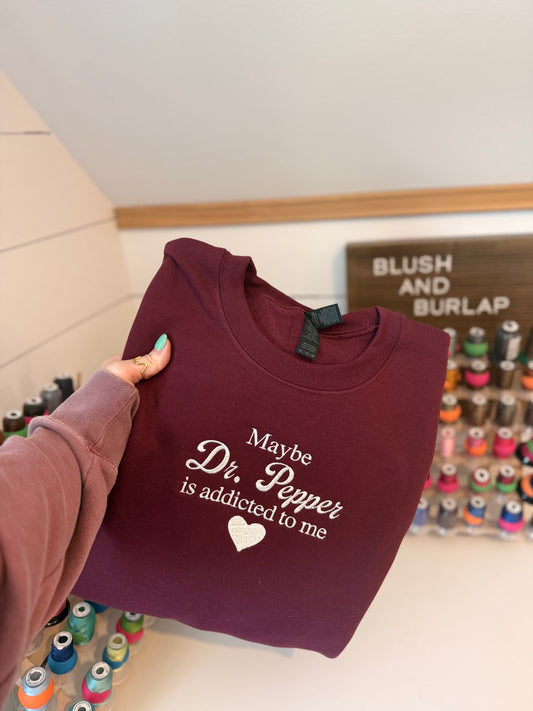 BLUSH
AND
BURLAP
Maybe
Dr. Pepper
is addicted to me